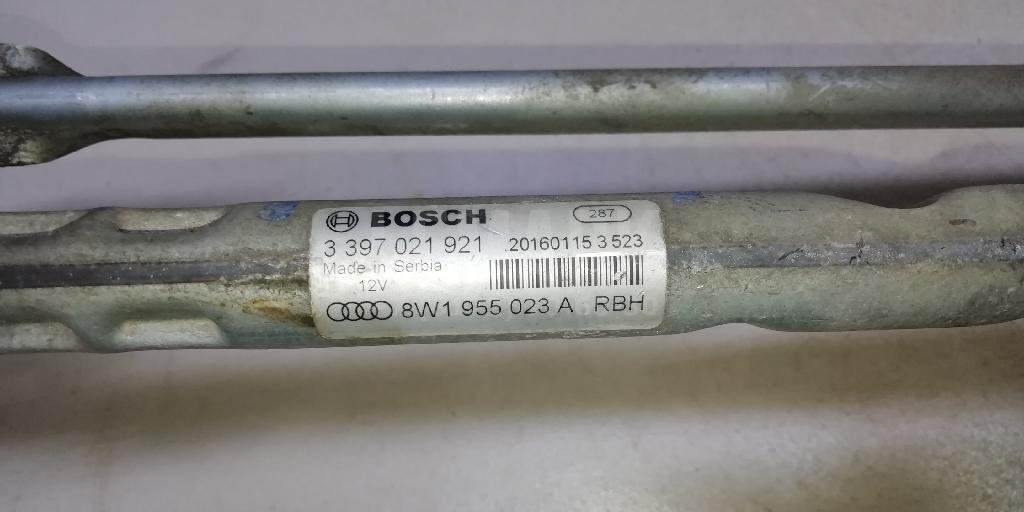 BOSCH 287
3 397 021 921 .20160115 3 523
Made in Serbia
12V
8W1 955 023 A RBH